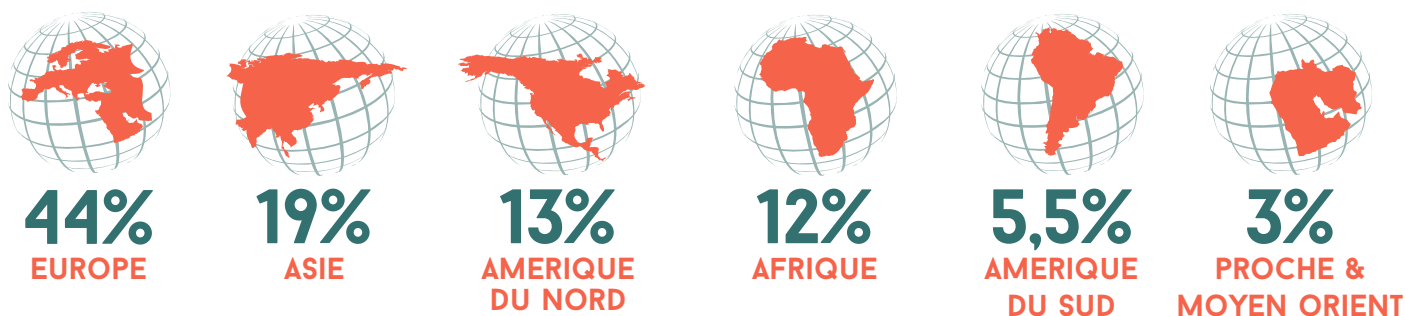 44%
EUROPE
19%
ASIE
13%
AMERIQUE
DU NORD
12%
AFRIQUE
5,5%
AMERIQUE
DU SUD
3%
PROCHE &
MOYEN ORIENT